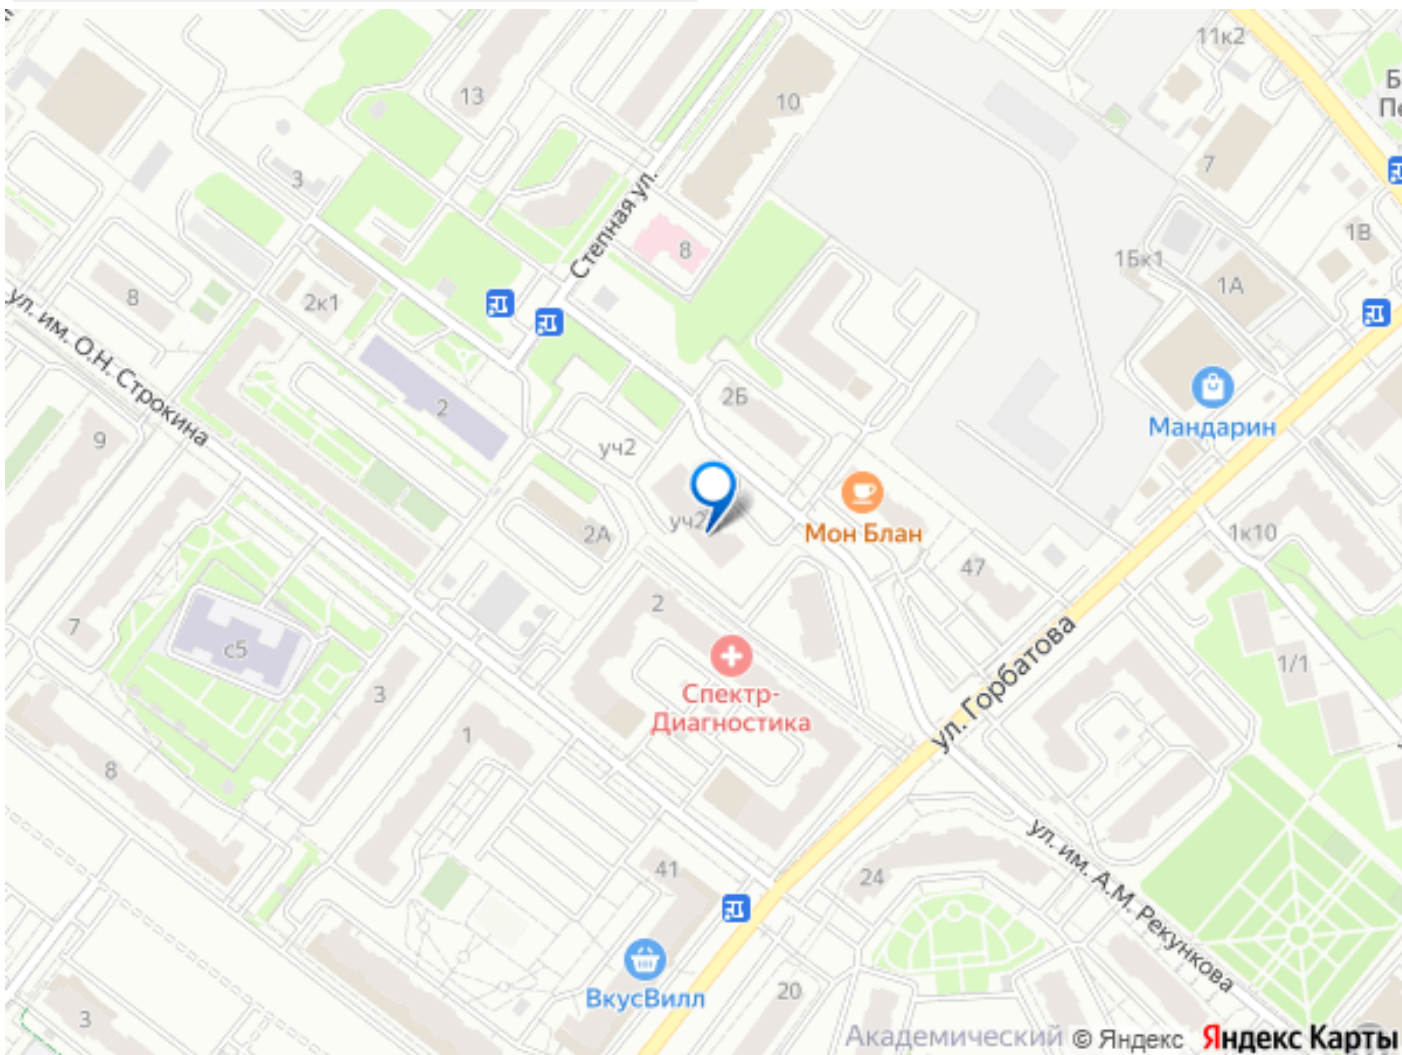 11к2
13
10
Б
Пе
7
3
Степная ул.
8
1В
1Бк1
1А
8
2к1
ул. им. О.Н. Строкина
2
2Б
Мандарин
9
уч2
уч2
2А
Мон Блан
1к10
47
2
7
с5
ул. Горбатова
1/1
3
Спектр-
Диагностика
1
8
ул. им. А.М. Рекункова
41
24
ВкусВилл
20
3
Академический © Яндекс Яндекс Карты